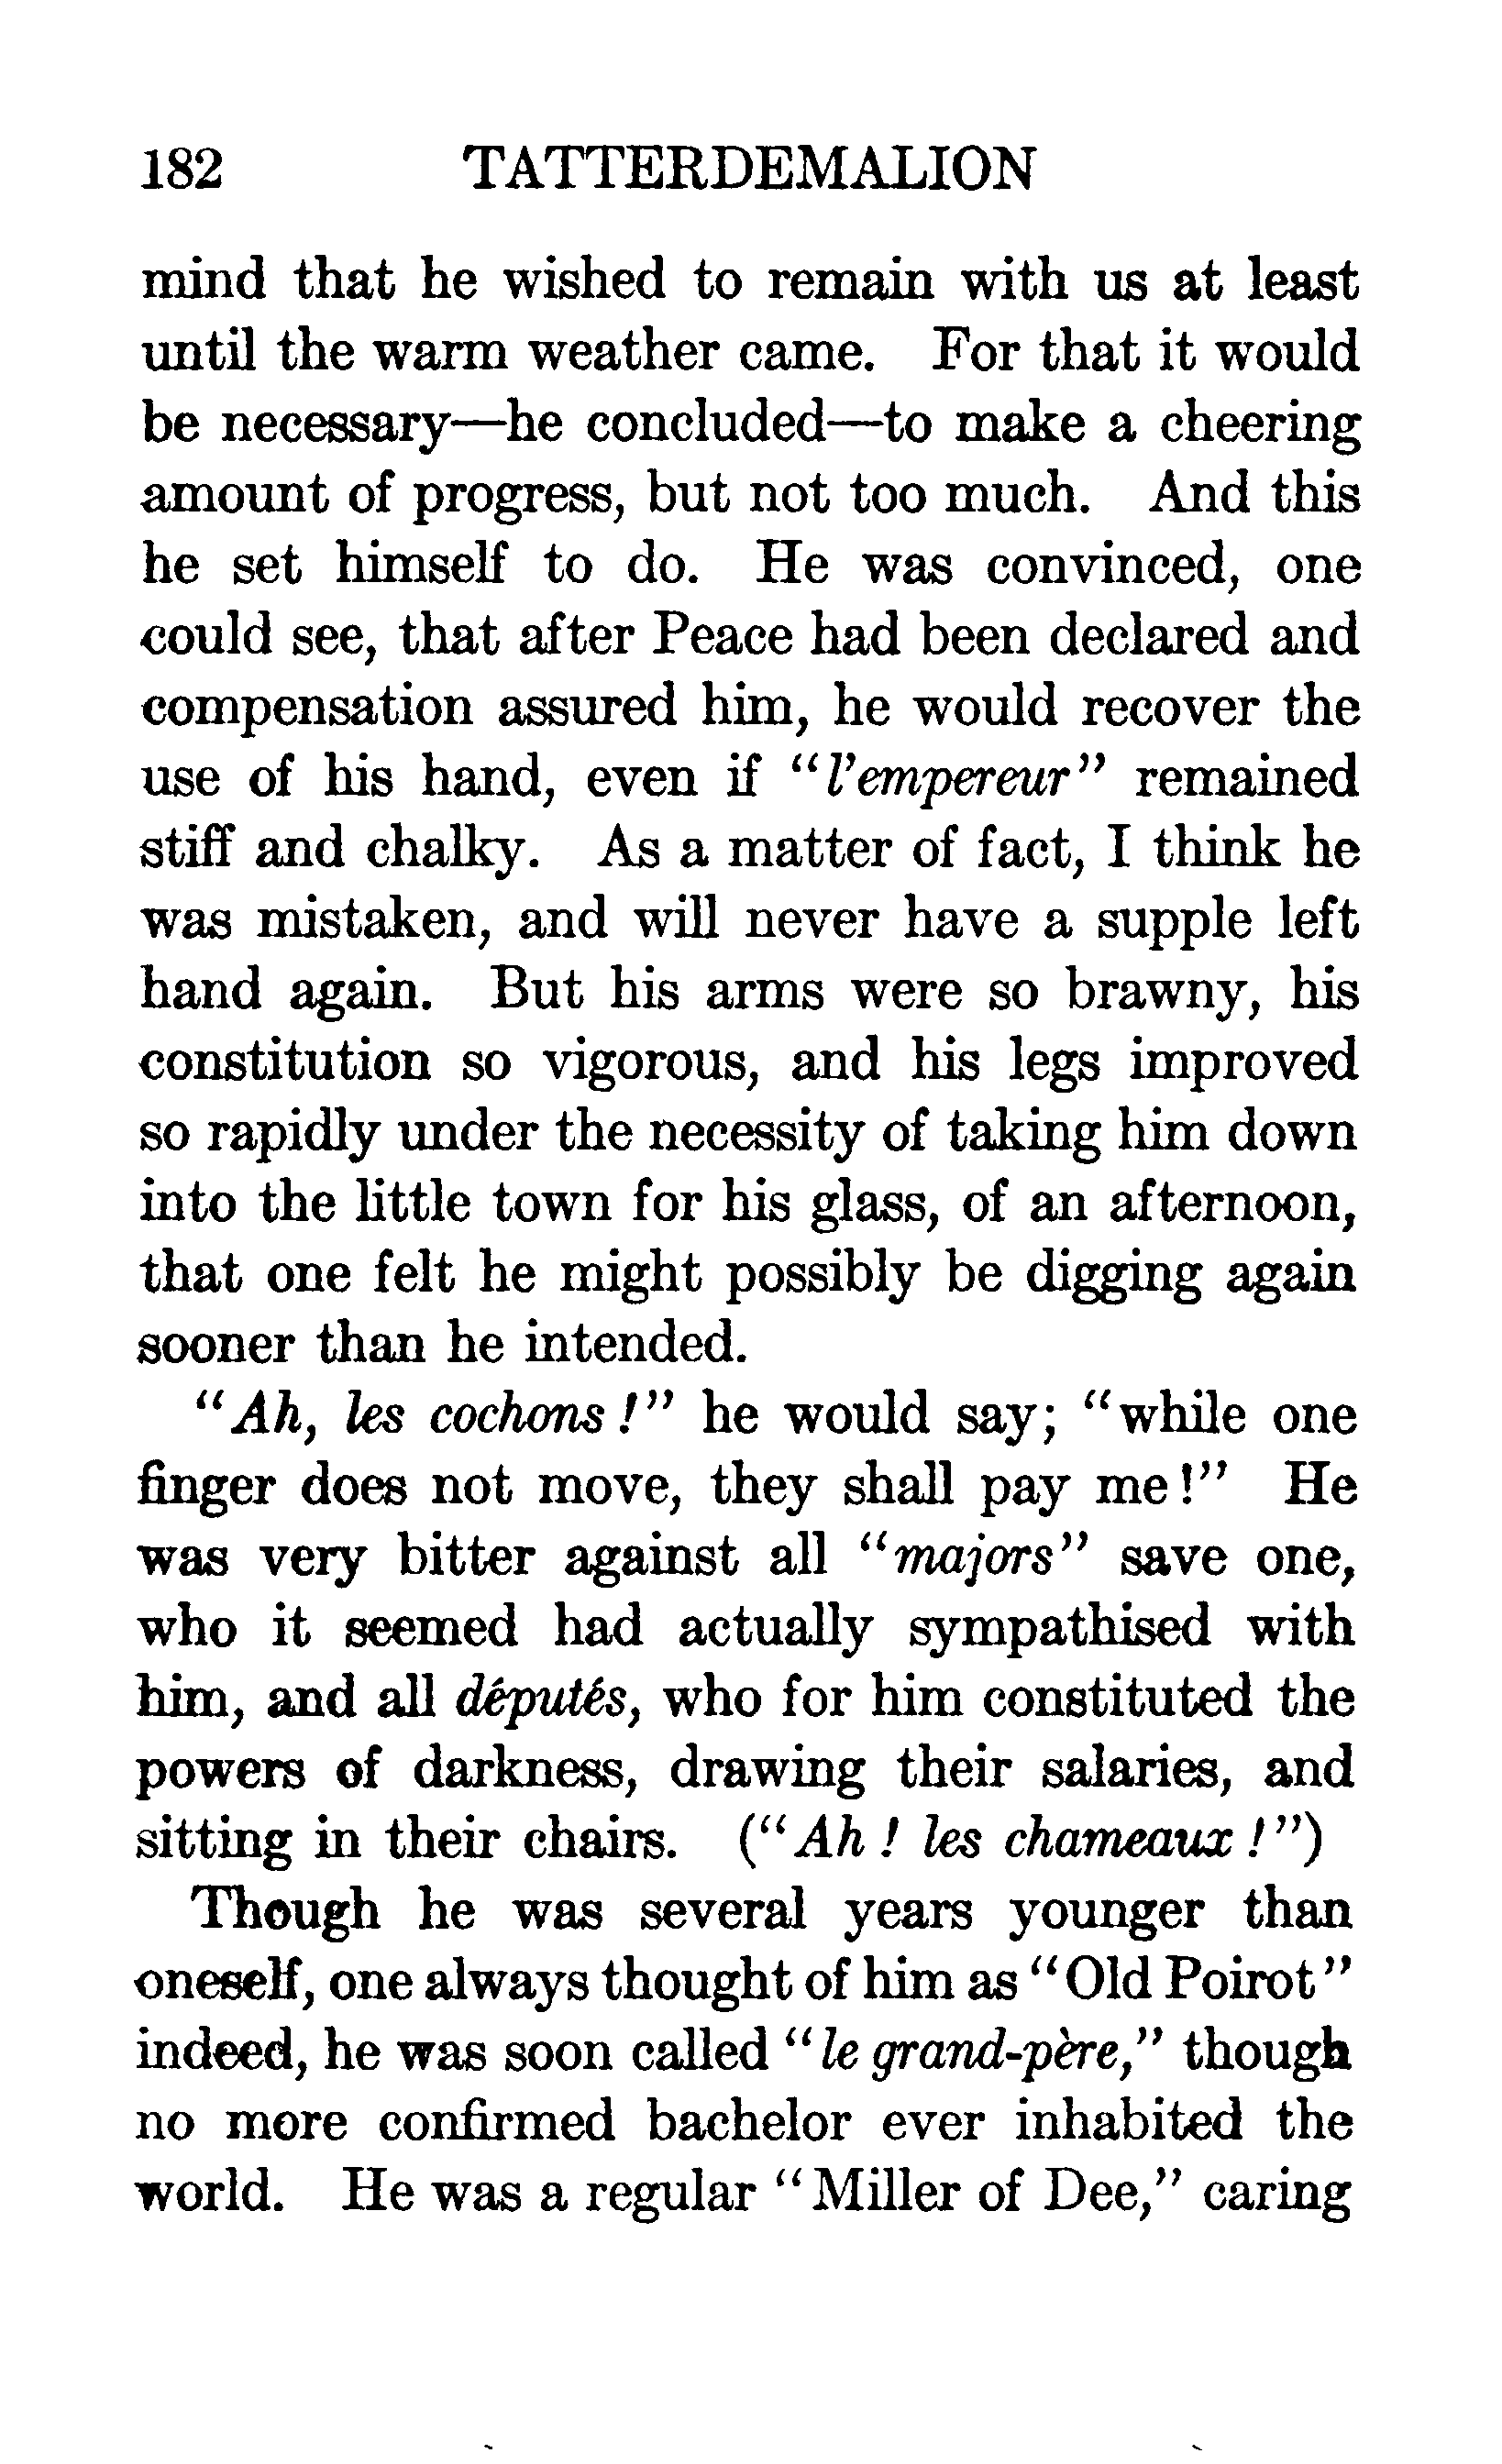 182 TATTERDEMALION
mind that he wished to remain with us at least
until the warm weather came. For that it would
be necessary—he concluded—to make a cheering
amount of progress, but not too much. And this
he set himself to do. He was convinced, one
could see, that after Peace had been declared and
compensation assured him, he would recover the
use of his hand, even if "l'empereur" remained
stiff and chalky. As a matter of fact, I think he
was mistaken, and will never have a supple left
hand again. But his arms were so brawny, his
constitution so vigorous, and his legs improved
so rapidly under the necessity of taking him down
into the little town for his glass, of an afternoon,
that one felt he might possibly be digging again
sooner than he intended.
"Ah, les cochons!" he would say; "while one
finger does not move, they shall pay me!" He
was very bitter against all "majors" save one,
who it seemed had actually sympathised with
him, and all députés, who for him constituted the
powers of darkness, drawing their salaries, and
sitting in their chairs. ("Ah! les chameaux!")
Though he was several years younger than
oneself, one always thought of him as "Old Poirot"
indeed, he was soon called "le grand-père," though
no more confirmed bachelor ever inhabited the
world. He was a regular "Miller of Dee," caring